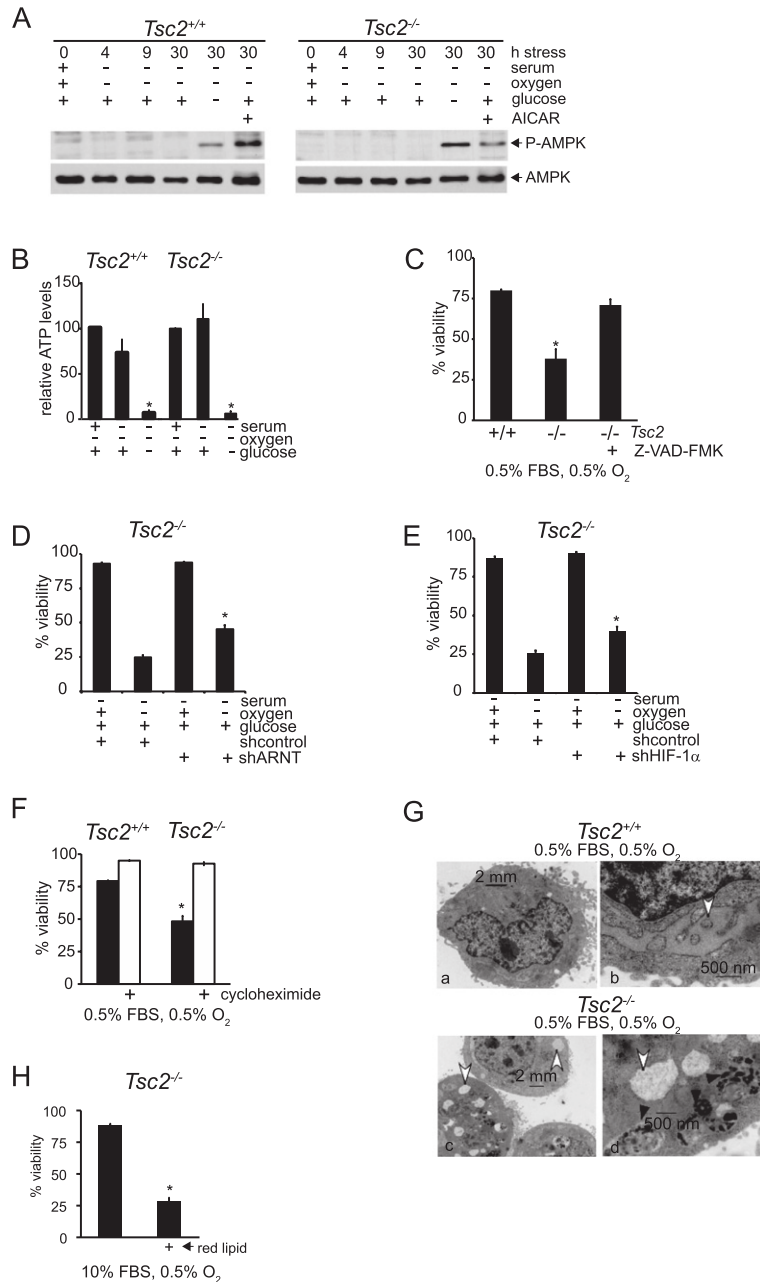 A
Tsc2+/+ Tsc2-/-
0 4 9 30 30 30 0 4 9 30 30 30 h stress
+ - - - - - + - - - - - serum
+ - - - - - + - - - - - oxygen
+ + + + - + + + + + - + glucose
+ + AICAR
P-AMPK
AMPK
B
Tsc2+/+ Tsc2-/-
relative ATP levels
150
100
50
0
+ - - + - - serum
- - - - - - oxygen
+ + - + + - glucose
* *
C
% viability
100
75
50
25
0
*
+/+ -/- -/- Tsc2
+ Z-VAD-FMK
0.5% FBS, 0.5% O2
D
Tsc2-/-
% viability
100
75
50
25
0
*
- - - - serum
+ - + - oxygen
+ + + + glucose
+ + shcontrol
+ + shARNT
E
Tsc2-/-
% viability
100
75
50
25
0
*
- - - - serum
+ - + - oxygen
+ + + + glucose
+ + shcontrol
+ + shHIF-1α
F
Tsc2+/+ Tsc2-/-
% viability
100
75
50
25
0
*
+ + cycloheximide
0.5% FBS, 0.5% O2
G
Tsc2+/+
0.5% FBS, 0.5% O2
2 mm
a
500 nm
b
Tsc2-/-
0.5% FBS, 0.5% O2
2 mm
c
500 nm
d
H
Tsc2-/-
% viability
100
75
50
25
0
*
+ red lipid
10% FBS, 0.5% O2